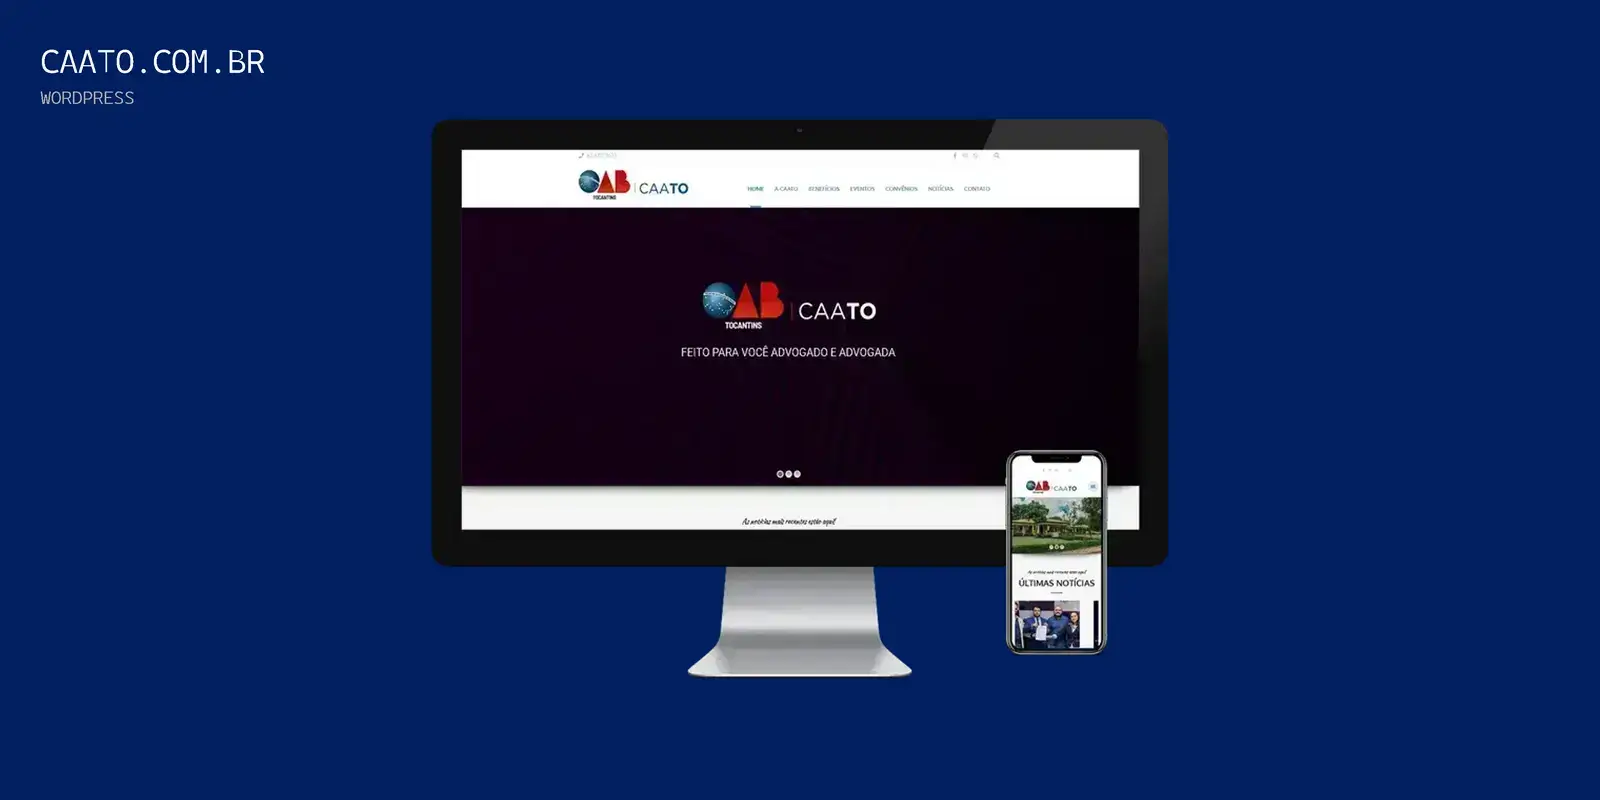 CAATO.COM.BR
WORDPRESS
OAB | CAATO
TOCANTINS
HOME A CAATO BENEFÍCIOS EVENTOS CONVÊNIOS NOTÍCIAS CONTATO
OAB | CAATO
TOCANTINS
FEITO PARA VOCÊ ADVOGADO E ADVOGADA
As notícias mais recentes estão aqui!
OAB | CAATO
As notícias mais recentes estão aqui!
ÚLTIMAS NOTÍCIAS